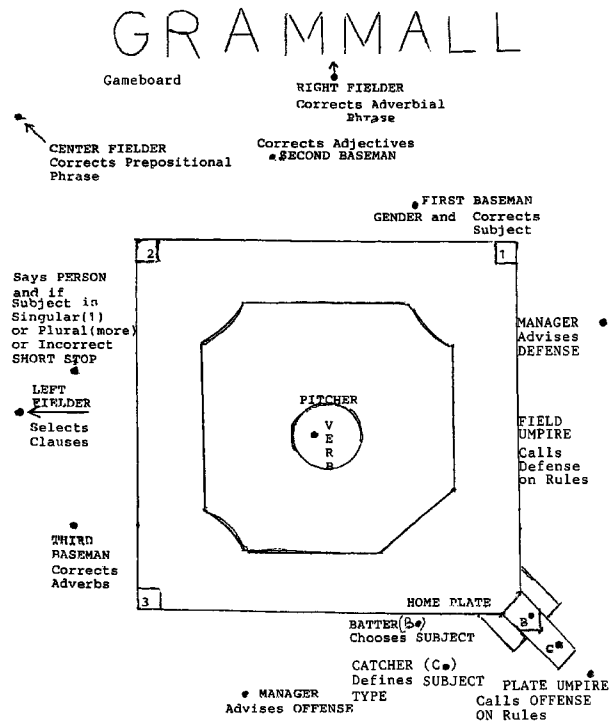 GRAMMALL
Gameboard
RIGHT FIELDER
Corrects Adverbial
Phrase
CENTER FIELDER
Corrects Prepositional
Phrase
Corrects Adjectives
SECOND BASEMAN
FIRST BASEMAN
GENDER and Corrects
Subject
2
1
Says PERSON
and if
Subject in
Singular(1)
or Plural(more)
or Incorrect
SHORT STOP
MANAGER
Advises
DEFENSE
LEFT
FIELDER
Selects
Clauses
PITCHER
V
E
R
B
FIELD
UMPIRE
Calls
Defense
on Rules
THIRD
BASEMAN
Corrects
Adverbs
3
HOME PLATE
B
C
BATTER(B)
Chooses SUBJECT
CATCHER (C)
Defines SUBJECT
TYPE
MANAGER
Advises OFFENSE
PLATE UMPIRE
Calls OFFENSE
ON Rules